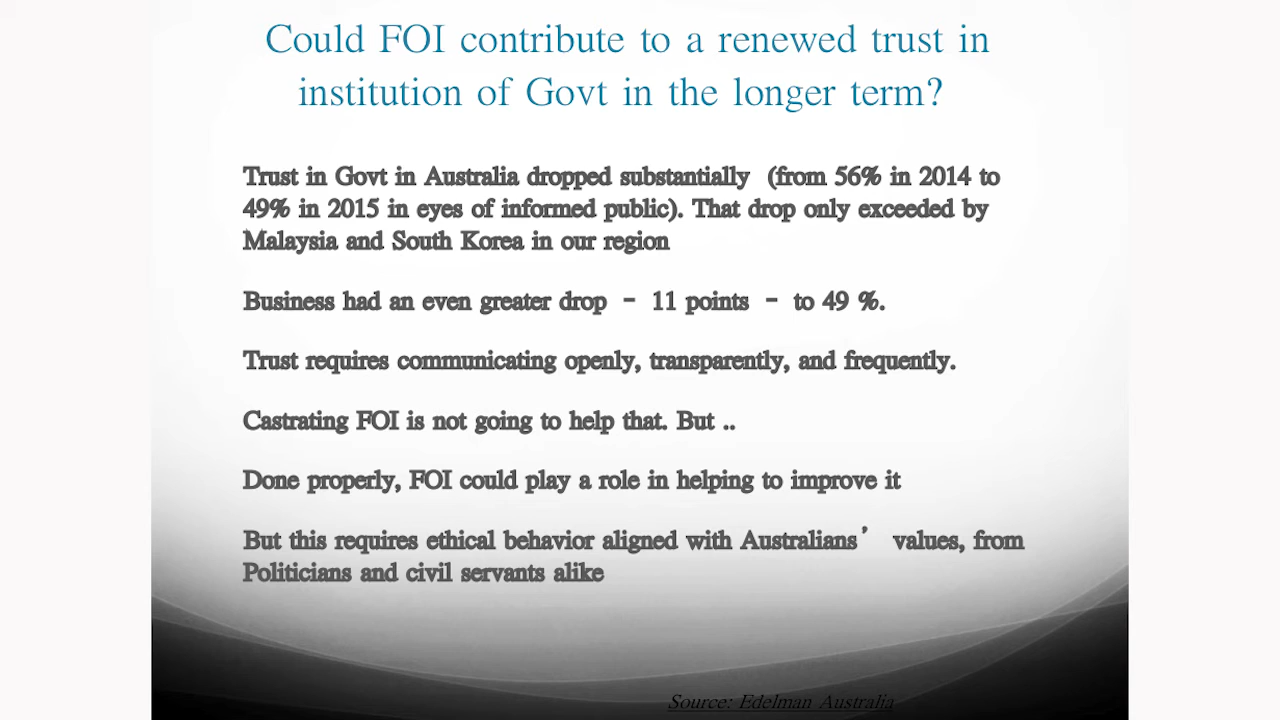 Could FOI contribute to a renewed trust in
institution of Govt in the longer term?
Trust in Govt in Australia dropped substantially (from 56% in 2014 to
49% in 2015 in eyes of informed public). That drop only exceeded by
Malaysia and South Korea in our region
Business had an even greater drop – 11 points – to 49 %.
Trust requires communicating openly, transparently, and frequently.
Castrating FOI is not going to help that. But ..
Done properly, FOI could play a role in helping to improve it
But this requires ethical behavior aligned with Australians’ values, from
Politicians and civil servants alike
Source: Edelman Australia